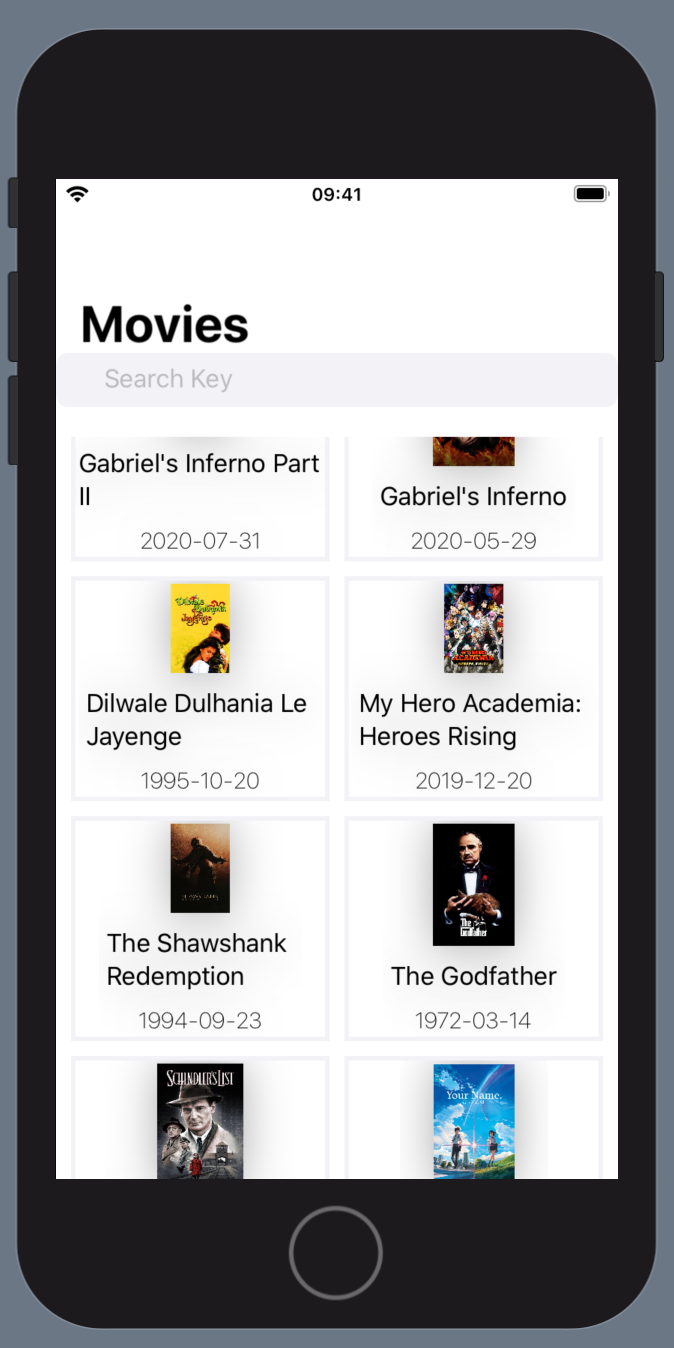 09:41
Movies
Search Key
Gabriel's Inferno Part
II
2020-07-31
Gabriel's Inferno
2020-05-29
Dilwale Dulhania Le
Jayenge
1995-10-20
My Hero Academia:
Heroes Rising
2019-12-20
The Shawshank
Redemption
1994-09-23
The
Godfather
The Godfather
1972-03-14
SCHINDLER'S LIST
Your Name.